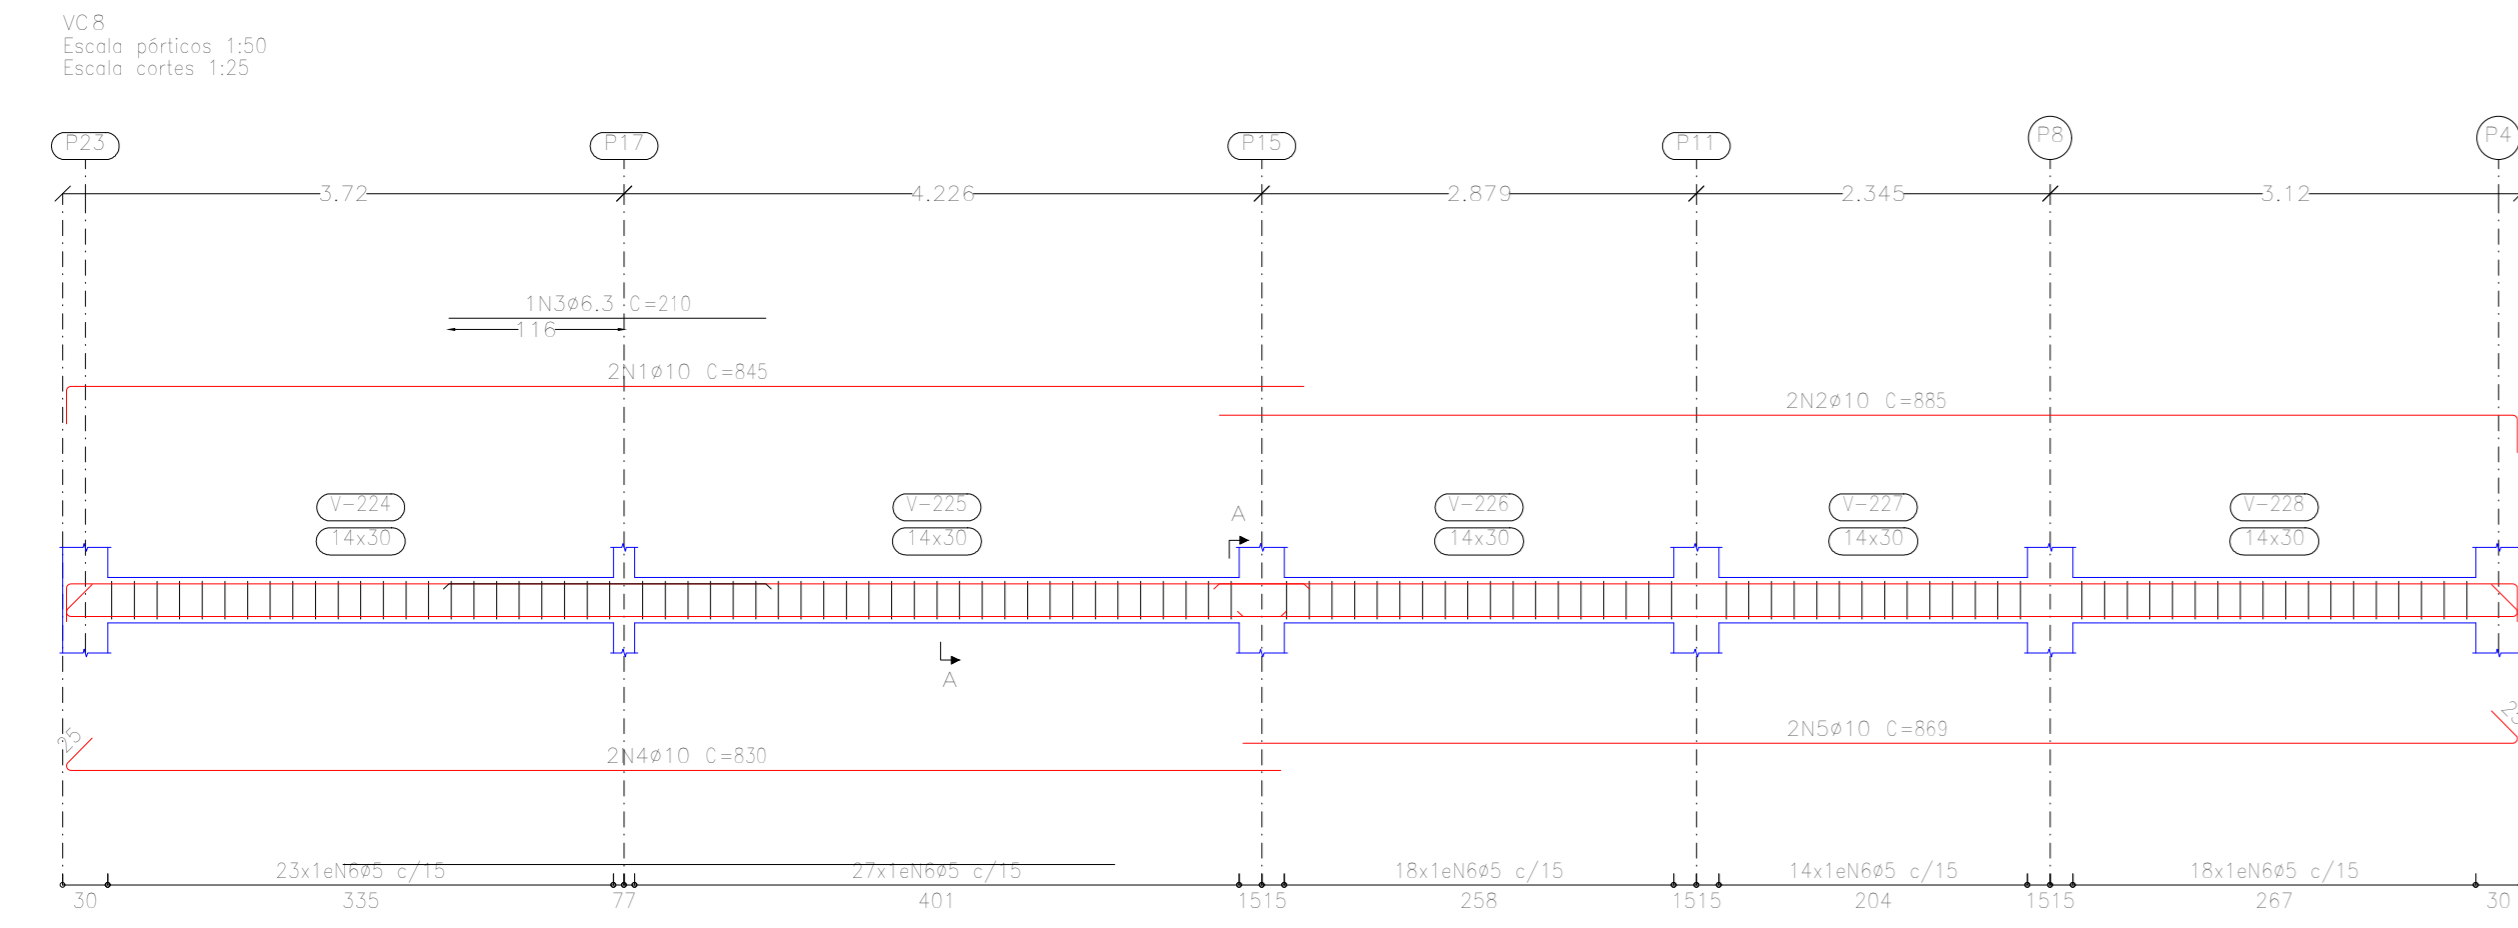 VC8
Escala pórticos 1:50
Escala cortes 1:25
P23 P17 P15 P11 P8 P4
3.72 4.226 2.879 2.345 3.12
1N3ø6.3 C=210
116
2N1ø10 C=845
2N2ø10 C=885
V-224 V-225 V-226 V-227 V-228
A
14x30 14x30 14x30 14x30 14x30
A
2N5ø10 C=869
25
2N4ø10 C=830
23x1eN6ø5 c/15 27x1eN6ø5 c/15 18x1eN6ø5 c/15 14x1eN6ø5 c/15 18x1eN6ø5 c/15
30 335 77 401 1515 258 1515 204 1515 267 30